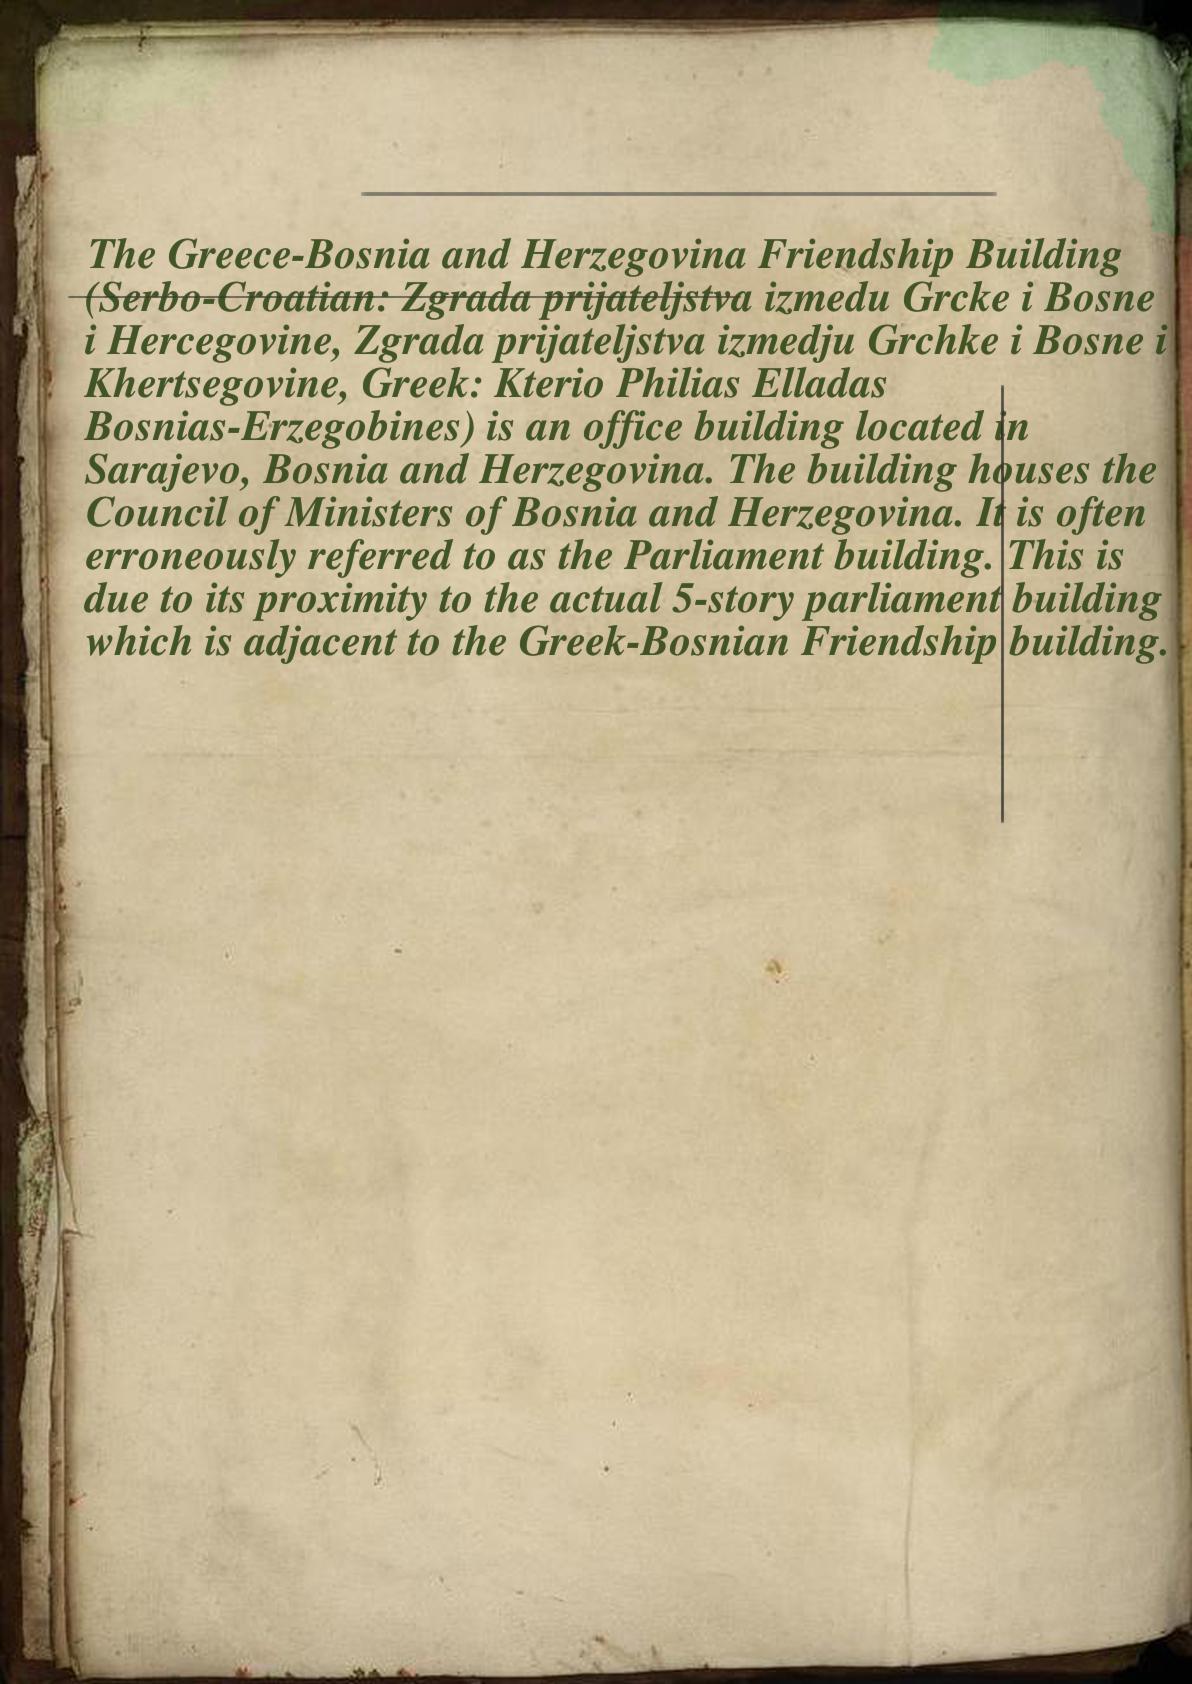 The Greece-Bosnia and Herzegovina Friendship Building
(Serbo-Croatian: Zgrada prijateljstva izmedu Grcke i Bosne
i Hercegovine, Zgrada prijateljstva izmedju Grchke i Bosne i
Khertsegovine, Greek: Kterio Philias Elladas
Bosnias-Erzegobines) is an office building located in
Sarajevo, Bosnia and Herzegovina. The building houses the
Council of Ministers of Bosnia and Herzegovina. It is often
erroneously referred to as the Parliament building. This is
due to its proximity to the actual 5-story parliament building
which is adjacent to the Greek-Bosnian Friendship building.